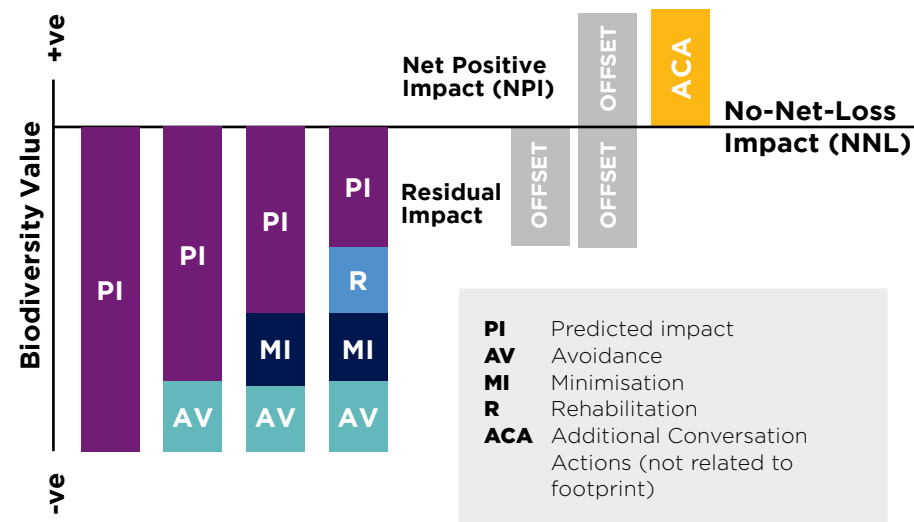 +ve
Biodiversity Value
-ve
PI
PI
AV
PI
MI
AV
PI
R
MI
AV
Net Positive
Impact (NPI)
Residual
Impact
OFFSET
OFFSET
OFFSET
ACA
No-Net-Loss
Impact (NNL)
PI Predicted impact
AV Avoidance
MI Minimisation
R Rehabilitation
ACA Additional Conversation
Actions (not related to
footprint)